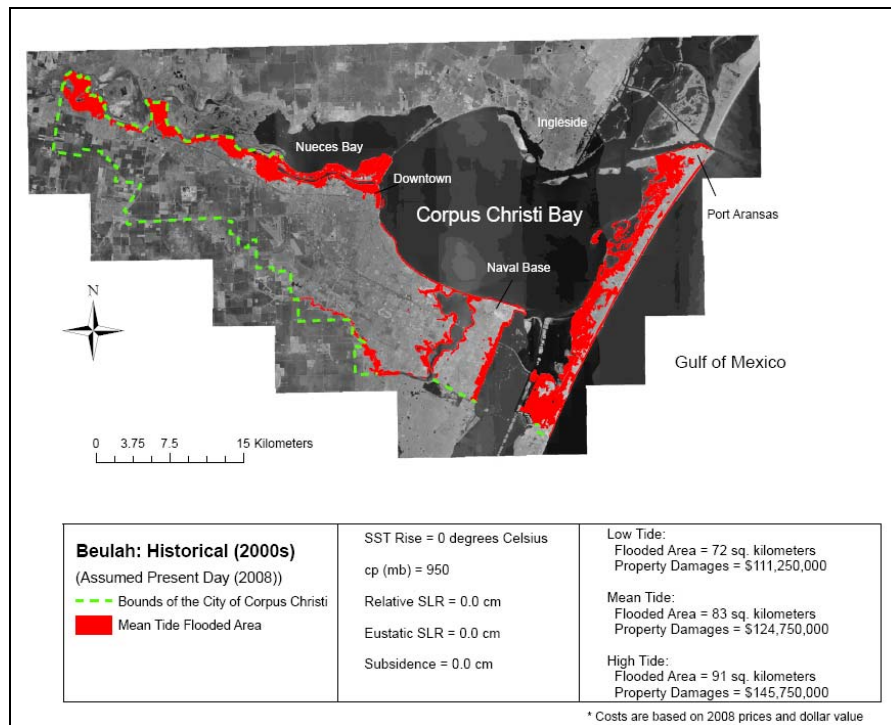 Ingleside
Nueces Bay
Downtown
Corpus Christi Bay
Port Aransas
Naval Base
N
Gulf of Mexico
0 3.75 7.5 15 Kilometers
Beulah: Historical (2000s)
(Assumed Present Day (2008))
Bounds of the City of Corpus Christi
Mean Tide Flooded Area
SST Rise = 0 degrees Celsius
cp (mb) = 950
Relative SLR = 0.0 cm
Eustatic SLR = 0.0 cm
Subsidence = 0.0 cm
Low Tide:
Flooded Area = 72 sq. kilometers
Property Damages = $111,250,000
Mean Tide:
Flooded Area = 83 sq. kilometers
Property Damages = $124,750,000
High Tide:
Flooded Area = 91 sq. kilometers
Property Damages = $145,750,000
* Costs are based on 2008 prices and dollar value